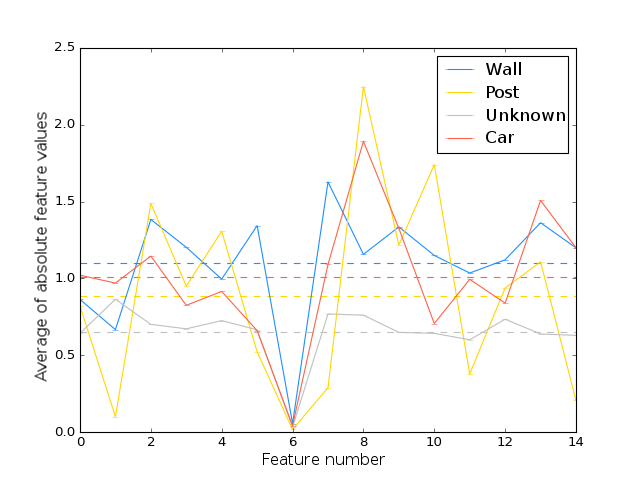 2.5
2.0
1.5
1.0
0.5
0.0
Average of absolute feature values
Wall
Post
Unknown
Car
0 2 4 6 8 10 12 14
Feature number